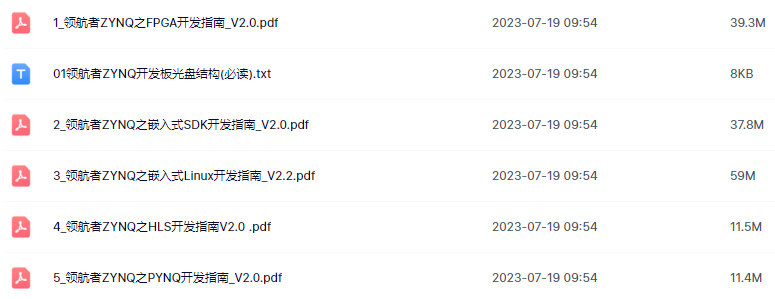 1_领航者ZYNQ之FPGA开发指南_V2.0.pdf 2023-07-19 09:54 39.3M
01领航者ZYNQ开发板光盘结构(必读).txt 2023-07-19 09:54 8KB
2_领航者ZYNQ之嵌入式SDK开发指南_V2.0.pdf 2023-07-19 09:54 37.8M
3_领航者ZYNQ之嵌入式Linux开发指南_V2.2.pdf 2023-07-19 09:54 59M
4_领航者ZYNQ之HLS开发指南V2.0 .pdf 2023-07-19 09:54 11.5M
5_领航者ZYNQ之PYNQ开发指南_V2.0.pdf 2023-07-19 09:54 11.4M